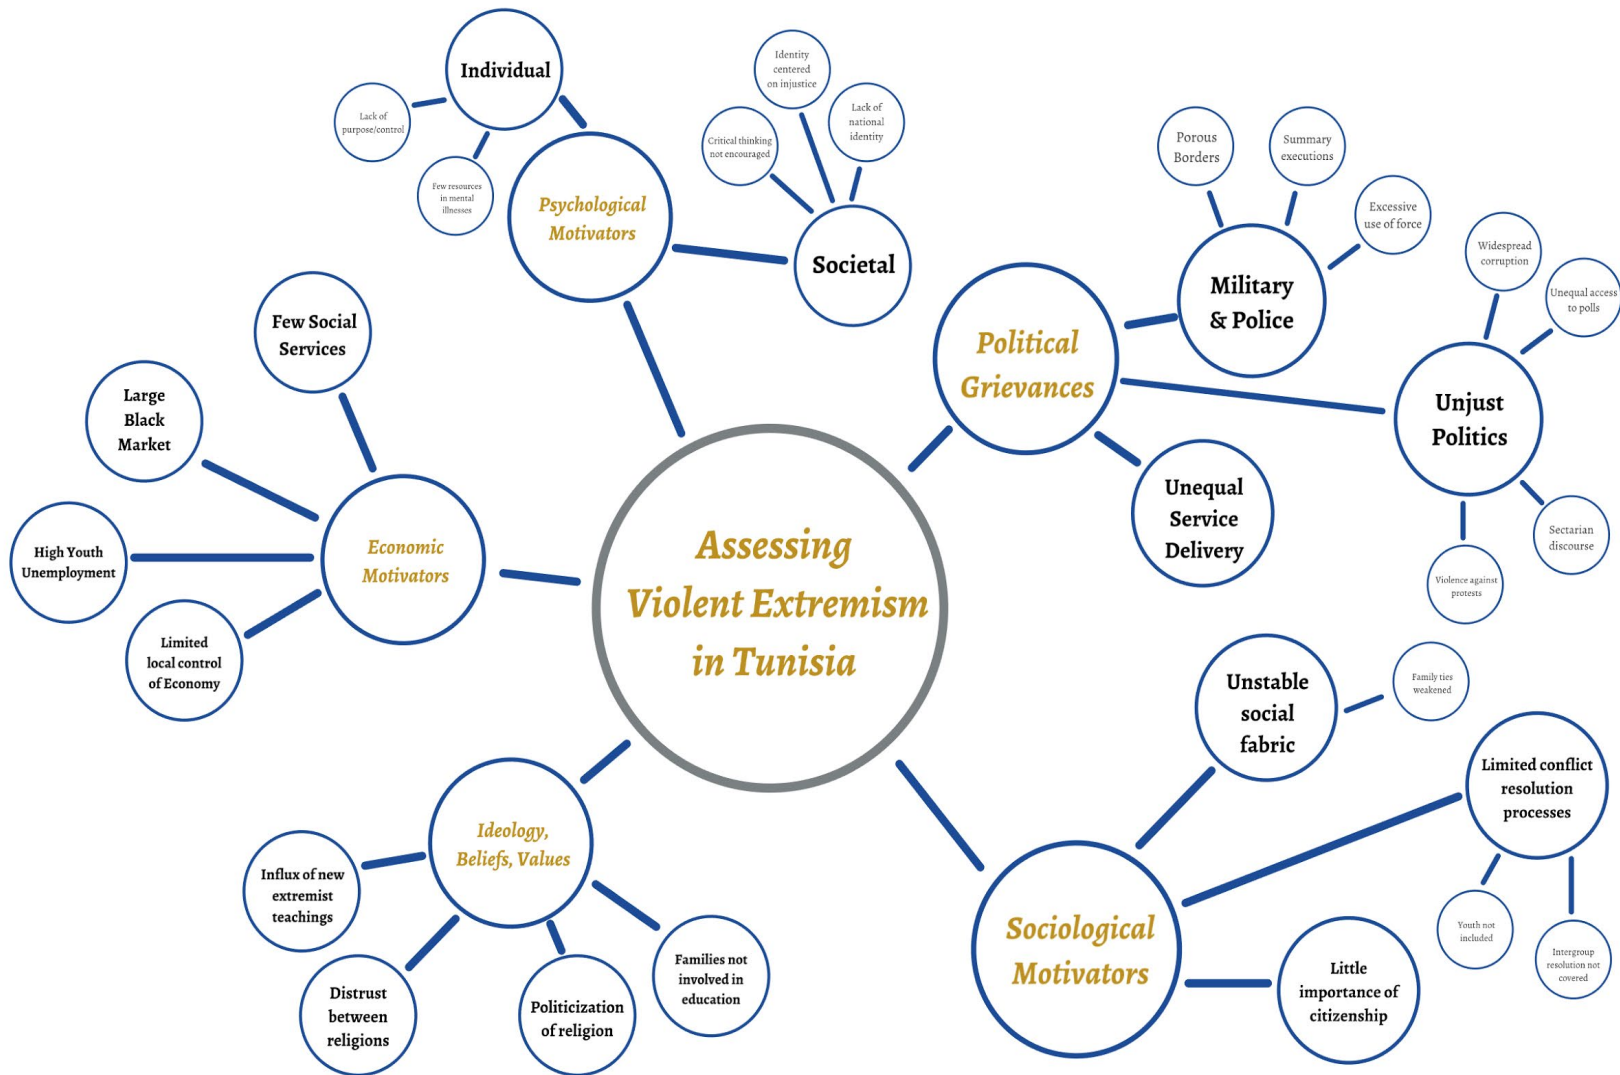 Individual
Lack of
purpose/control
Few resources
in mental
illnesses
Psychological
Motivators
Identity
centered
on injustice
Critical thinking
not encouraged
Lack of
national
identity
Societal
Porous
Borders
Summary
executions
Excessive
use of force
Military
& Police
Political
Grievances
Widespread
corruption
Unequal access
to polls
Unjust
Politics
Sectarian
discourse
Violence against
protests
Unequal
Service
Delivery
Few Social
Services
Large
Black
Market
High Youth
Unemployment
Limited
local control
of Economy
Economic
Motivators
Assessing
Violent Extremism
in Tunisia
Ideology,
Beliefs, Values
Influx of new
extremist
teachings
Distrust
between
religions
Politicization
of religion
Families not
involved in
education
Unstable
social
fabric
Family ties
weakened
Limited conflict
resolution
processes
Youth not
included
Intergroup
resolution not
covered
Sociological
Motivators
Little
importance of
citizenship